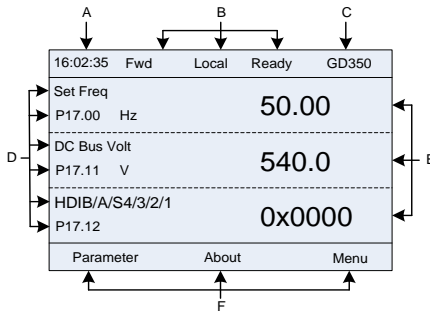 A B C
16:02:35 Fwd Local Ready GD350
Set Freq
P17.00 Hz 50.00
DC Bus Volt
P17.11 V 540.0
D E
HDIB/A/S4/3/2/1
P17.12 0x0000
Parameter About Menu
F